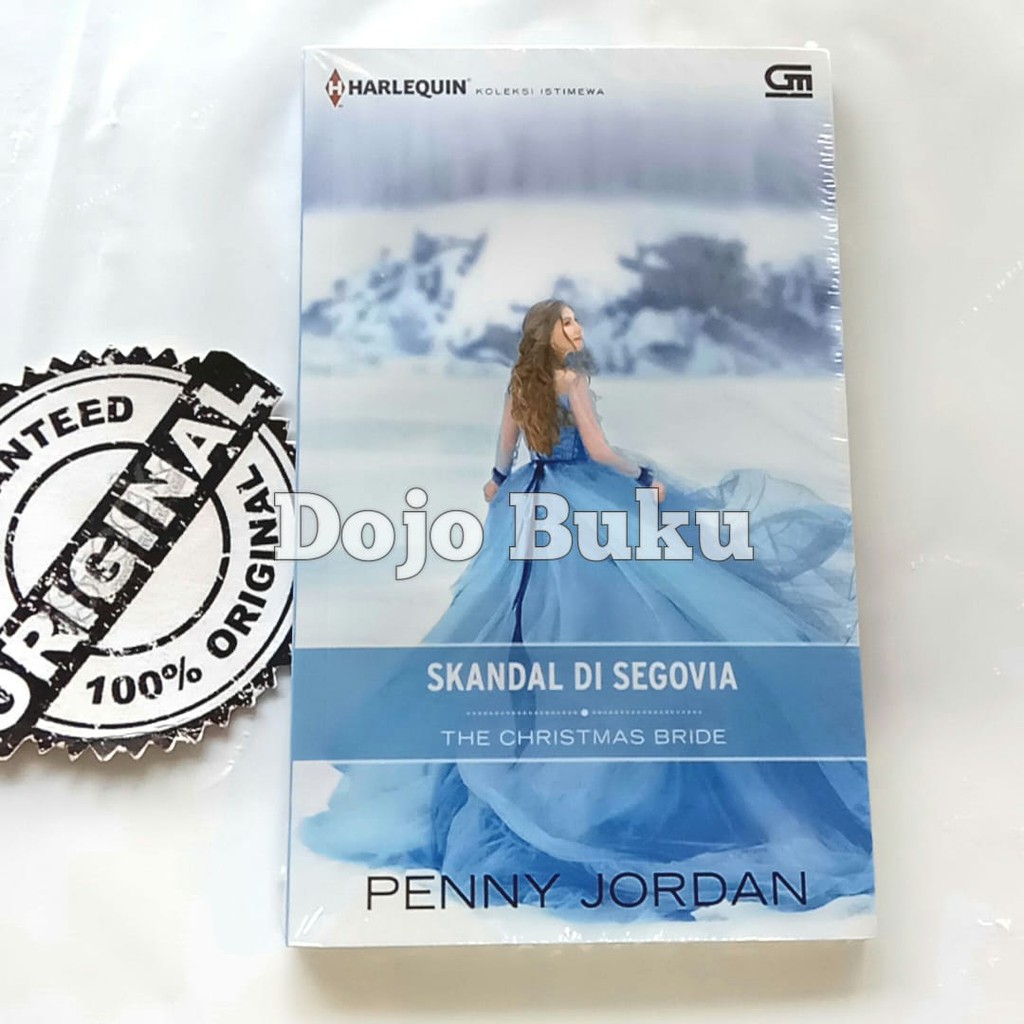 HARLEQUIN
KOLEKSI ISTIMEWA
GM
ANTEED
ORIGINAL
100% ORIGINAL
Dojo Buku
SKANDAL DI SEGOVIA
THE CHRISTMAS BRIDE
PENNY JORDAN